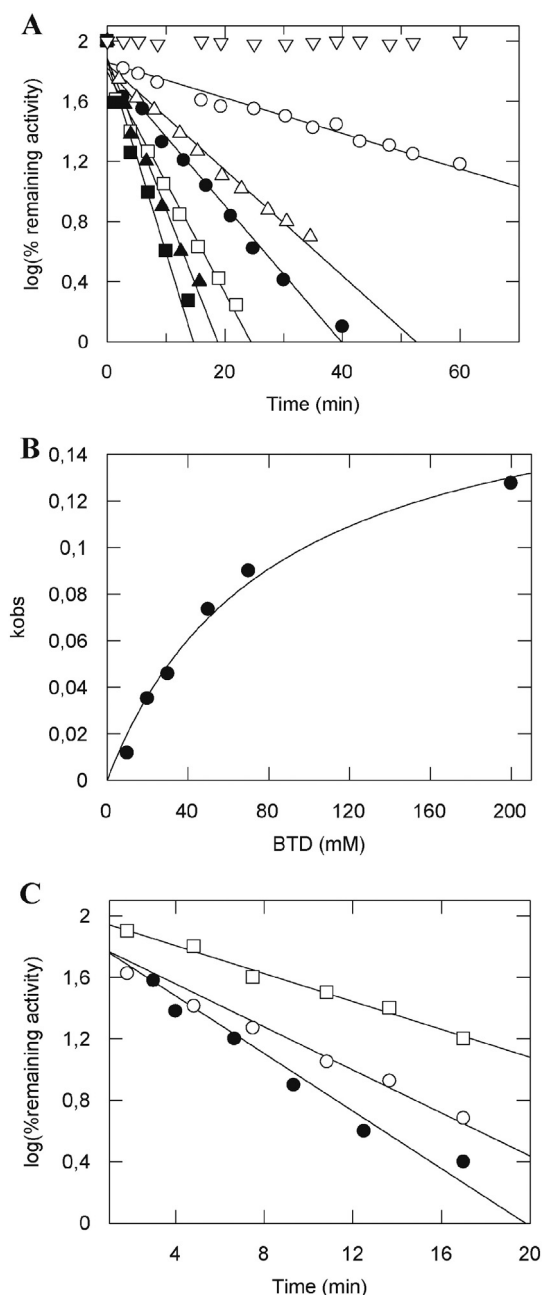 A
2
1.6
1.2
0.8
0.4
0
log(% remaining activity)
0 20 40 60
Time (min)
B
0,14
0,12
0,1
0,08
0,06
0,04
0,02
0
kobs
0 40 80 120 160 200
BTD (mM)
C
2
1,6
1,2
0,8
0,4
0
log(%remaining activity)
4 8 12 16 20
Time (min)